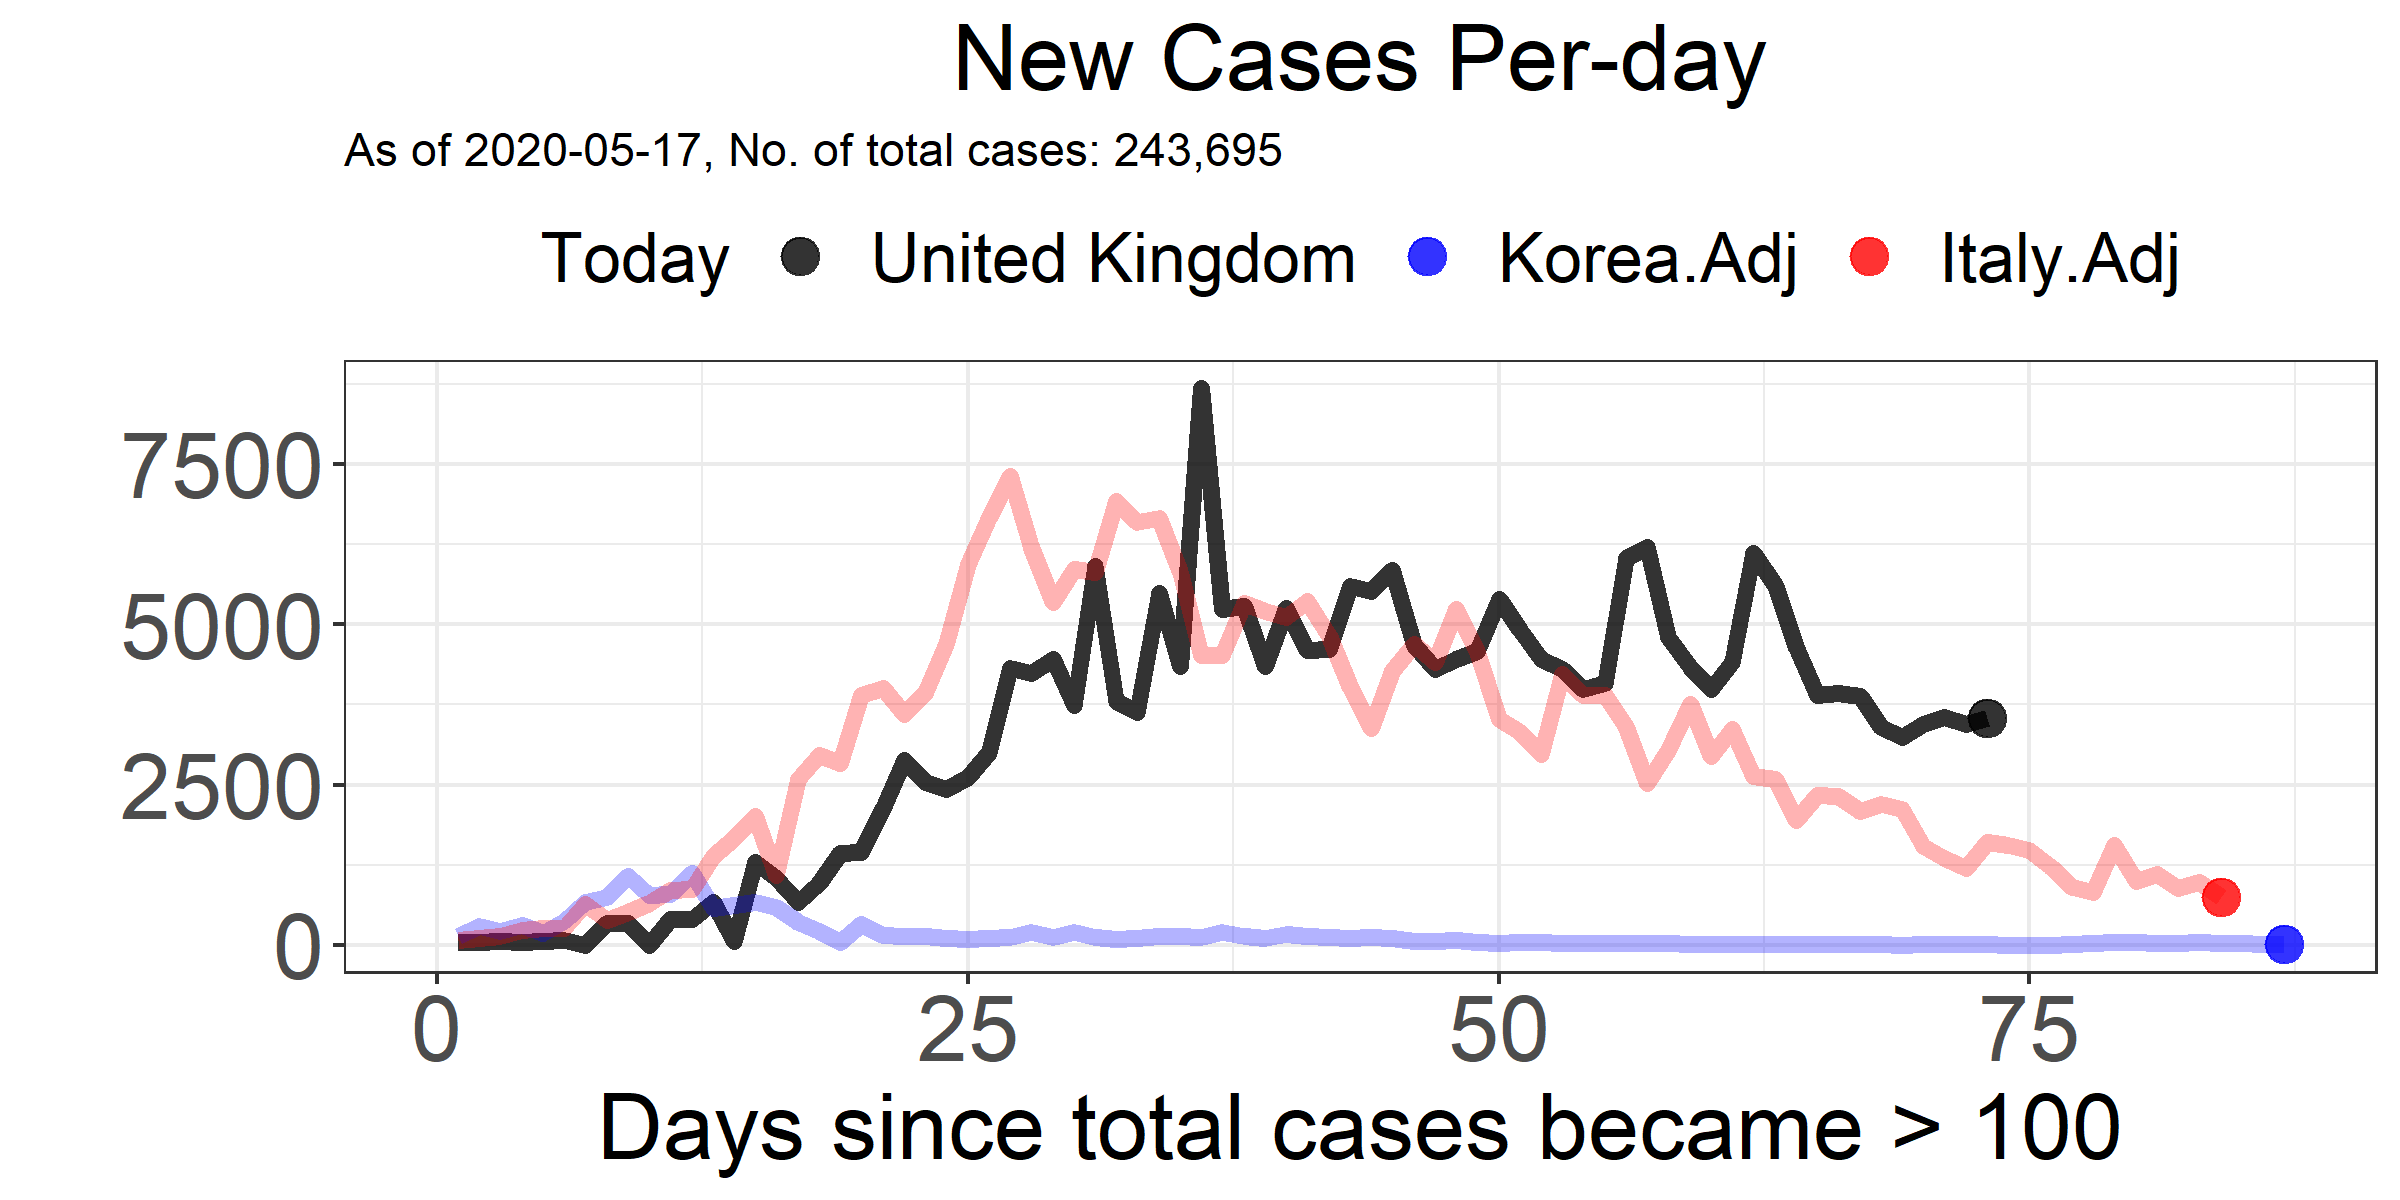 New Cases Per-day
As of 2020-05-17, No. of total cases: 243,695
Today United Kingdom Korea.Adj Italy.Adj
7500
5000
2500
0
0 25 50 75
Days since total cases became > 100